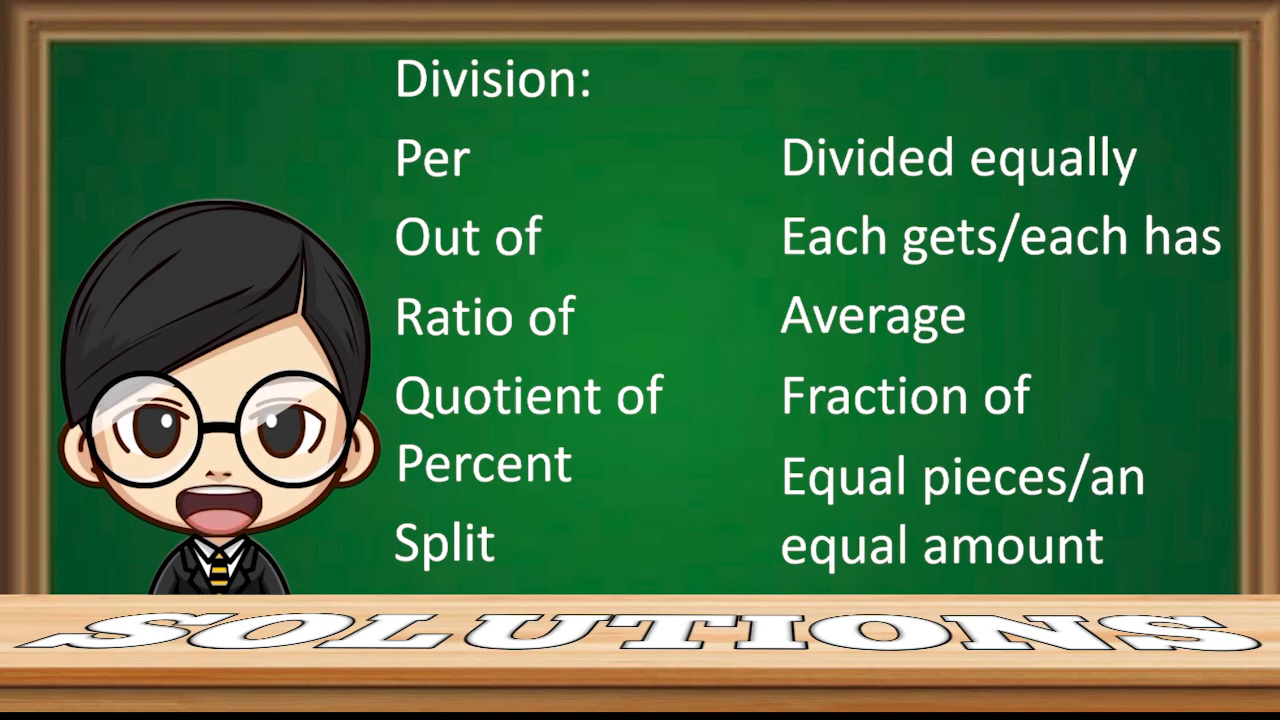 Division:
Per
Out of
Ratio of
Quotient of
Percent
Split
Divided equally
Each gets/each has
Average
Fraction of
Equal pieces/an
equal amount
SOLUTIONS